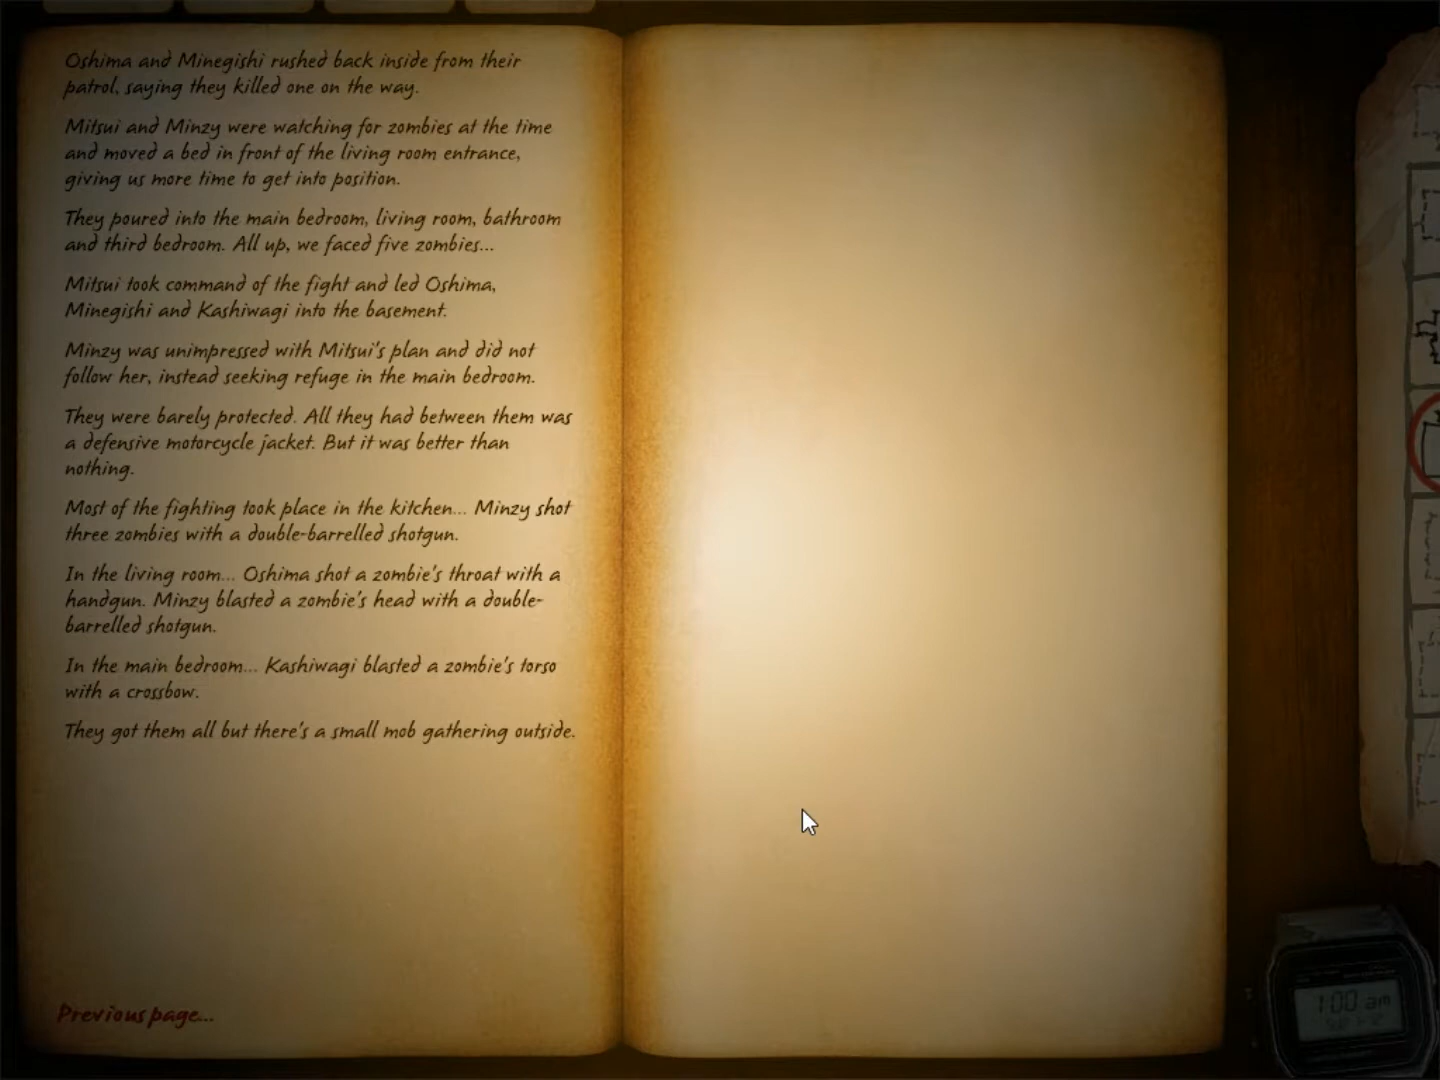 Oshima and Minegishi rushed back inside from their
patrol, saying they killed one on the way.
Mitsui and Minzy were watching for zombies at the time
and moved a bed in front of the living room entrance,
giving us more time to get into position.
They poured into the main bedroom, living room, bathroom
and third bedroom. All up, we faced five zombies...
Mitsui took command of the fight and led Oshima,
Minegishi and Kashiwagi into the basement.
Minzy was unimpressed with Mitsui's plan and did not
follow her, instead seeking refuge in the main bedroom.
They were barely protected. All they had between them was
a defensive motorcycle jacket. But it was better than
nothing.
Most of the fighting took place in the kitchen... Minzy shot
three zombies with a double-barrelled shotgun.
In the living room... Oshima shot a zombie's throat with a
handgun. Minzy blasted a zombie's head with a double-
barrelled shotgun.
In the main bedroom... Kashiwagi blasted a zombie's torso
with a crossbow.
They got them all but there's a small mob gathering outside.
Previous page...
1:00 am